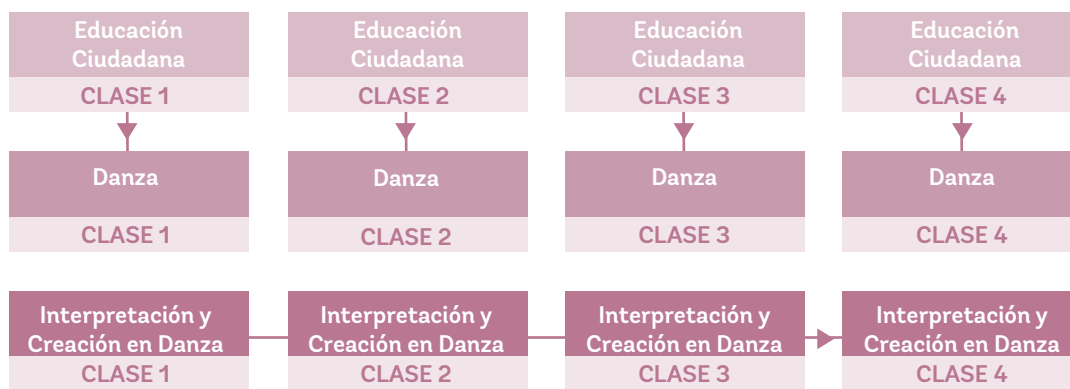 Educación
Ciudadana
CLASE 1
Educación
Ciudadana
CLASE 2
Educación
Ciudadana
CLASE 3
Educación
Ciudadana
CLASE 4
Danza
CLASE 1
Danza
CLASE 2
Danza
CLASE 3
Danza
CLASE 4
Interpretación y
Creación en Danza
CLASE 1
Interpretación y
Creación en Danza
CLASE 2
Interpretación y
Creación en Danza
CLASE 3
Interpretación y
Creación en Danza
CLASE 4